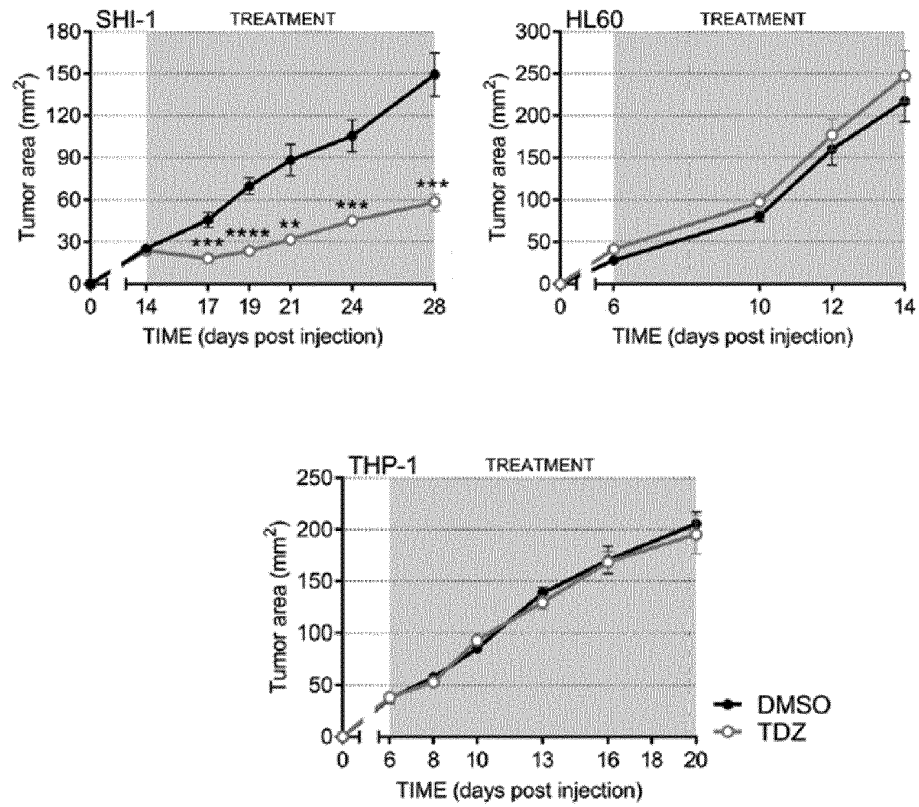 SHI-1 TREATMENT
180
150
120
90
60
30
0
Tumor area (mm²)
*** **** ** *** ***
0 14 17 19 21 24 28
TIME (days post injection)
HL60 TREATMENT
300
250
200
150
100
50
0
Tumor area (mm²)
0 6 10 12 14
TIME (days post injection)
THP-1 TREATMENT
250
200
150
100
50
0
Tumor area (mm²)
0 6 8 10 13 16 18 20
TIME (days post injection)
DMSO
TDZ